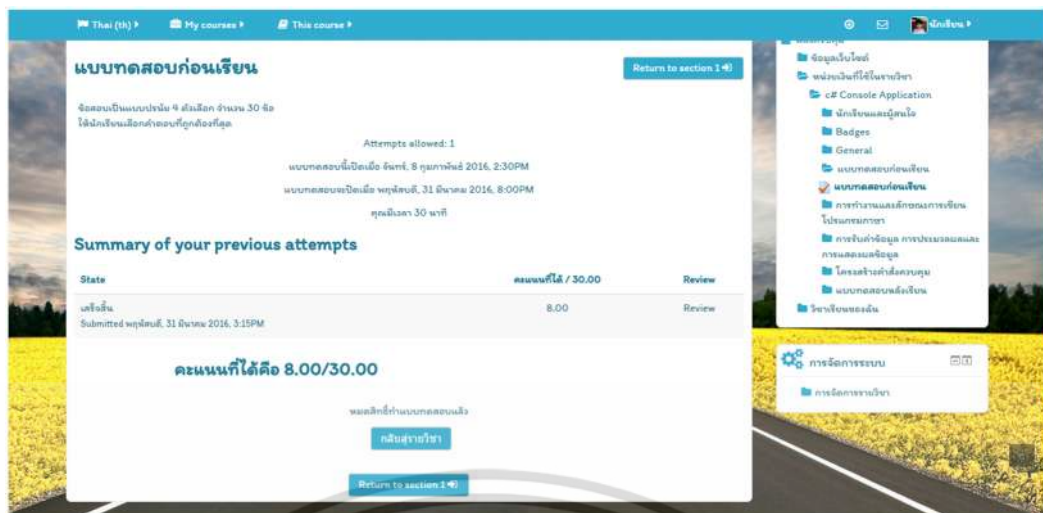 Thai (th)
My courses
This course
นักเรียน
แบบทดสอบก่อนเรียน
Return to section 1
ข้อสอบเป็นแบบปรนัย 4 ตัวเลือก จำนวน 30 ข้อ
ให้นักเรียนเลือกคำตอบที่ถูกต้องที่สุด
Attempts allowed: 1
แบบทดสอบนี้เปิดเมื่อ จันทร์, 8 กุมภาพันธ์ 2016, 2:30PM
แบบทดสอบจะปิดเมื่อ พฤหัสบดี, 31 มีนาคม 2016, 8:00PM
คุณมีเวลา 30 นาที
Summary of your previous attempts
State คะแนนที่ได้ / 30.00 Review
เสร็จสิ้น 8.00 Review
Submitted พฤหัสบดี, 31 มีนาคม 2016, 3:15PM
คะแนนที่ได้คือ 8.00/30.00
หมดสิทธิ์ทำแบบทดสอบแล้ว
กลับสู่รายวิชา
Return to section 1
ข้อมูลเว็บไซต์
หน่วยเงินที่ใช้ในรายวิชา
c# Console Application
นักเรียนและผู้สนใจ
Badges
General
แบบทดสอบก่อนเรียน
แบบทดสอบก่อนเรียน
การทำงานและลักษณะการเขียน
โปรแกรมภาษา
การรับค่าข้อมูล การประมวลผลและ
การแสดงผลข้อมูล
โครงสร้างคำสั่งควบคุม
แบบทดสอบหลังเรียน
วิชาเรียนของฉัน
การจัดการระบบ
การจัดการรายวิชา